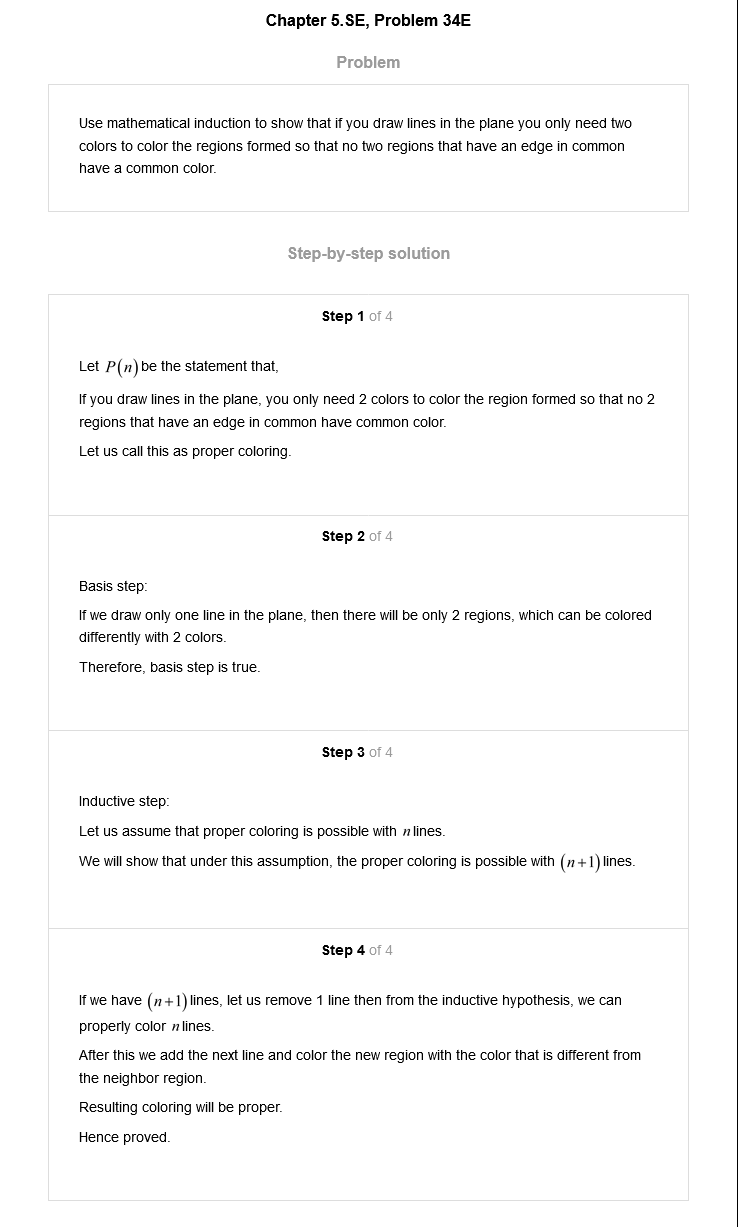 Chapter 5.SE, Problem 34E
Problem
Use mathematical induction to show that if you draw lines in the plane you only need two
colors to color the regions formed so that no two regions that have an edge in common
have a common color.
Step-by-step solution
Step 1 of 4
Let P(n) be the statement that,
If you draw lines in the plane, you only need 2 colors to color the region formed so that no 2
regions that have an edge in common have common color.
Let us call this as proper coloring.
Step 2 of 4
Basis step:
If we draw only one line in the plane, then there will be only 2 regions, which can be colored
differently with 2 colors.
Therefore, basis step is true.
Step 3 of 4
Inductive step:
Let us assume that proper coloring is possible with n lines.
We will show that under this assumption, the proper coloring is possible with (n+1) lines.
Step 4 of 4
If we have (n+1) lines, let us remove 1 line then from the inductive hypothesis, we can
properly color n lines.
After this we add the next line and color the new region with the color that is different from
the neighbor region.
Resulting coloring will be proper.
Hence proved.